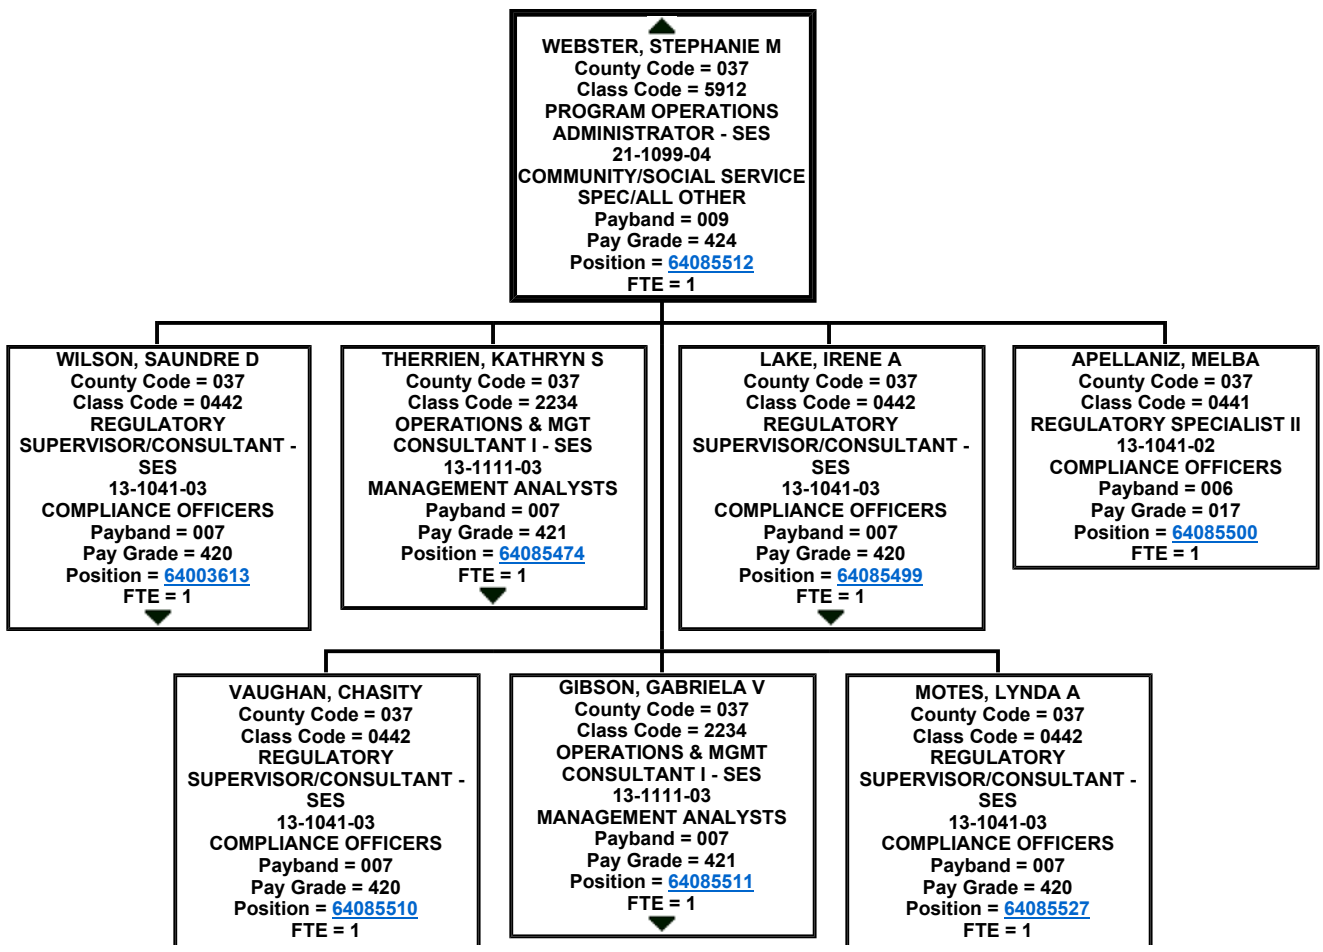 WEBSTER, STEPHANIE M
County Code = 037
Class Code = 5912
PROGRAM OPERATIONS
ADMINISTRATOR - SES
21-1099-04
COMMUNITY/SOCIAL SERVICE
SPEC/ALL OTHER
Payband = 009
Pay Grade = 424
Position = 64085512
FTE = 1
WILSON, SAUNDRE D
County Code = 037
Class Code = 0442
REGULATORY
SUPERVISOR/CONSULTANT -
SES
13-1041-03
COMPLIANCE OFFICERS
Payband = 007
Pay Grade = 420
Position = 64003613
FTE = 1
THERRIEN, KATHRYN S
County Code = 037
Class Code = 2234
OPERATIONS & MGT
CONSULTANT I - SES
13-1111-03
MANAGEMENT ANALYSTS
Payband = 007
Pay Grade = 421
Position = 64085474
FTE = 1
LAKE, IRENE A
County Code = 037
Class Code = 0442
REGULATORY
SUPERVISOR/CONSULTANT -
SES
13-1041-03
COMPLIANCE OFFICERS
Payband = 007
Pay Grade = 420
Position = 64085499
FTE = 1
APELLANIZ, MELBA
County Code = 037
Class Code = 0441
REGULATORY SPECIALIST II
13-1041-02
COMPLIANCE OFFICERS
Payband = 006
Pay Grade = 017
Position = 64085500
FTE = 1
VAUGHAN, CHASITY
County Code = 037
Class Code = 0442
REGULATORY
SUPERVISOR/CONSULTANT -
SES
13-1041-03
COMPLIANCE OFFICERS
Payband = 007
Pay Grade = 420
Position = 64085510
FTE = 1
GIBSON, GABRIELA V
County Code = 037
Class Code = 2234
OPERATIONS & MGMT
CONSULTANT I - SES
13-1111-03
MANAGEMENT ANALYSTS
Payband = 007
Pay Grade = 421
Position = 64085511
FTE = 1
MOTES, LYNDA A
County Code = 037
Class Code = 0442
REGULATORY
SUPERVISOR/CONSULTANT -
SES
13-1041-03
COMPLIANCE OFFICERS
Payband = 007
Pay Grade = 420
Position = 64085527
FTE = 1